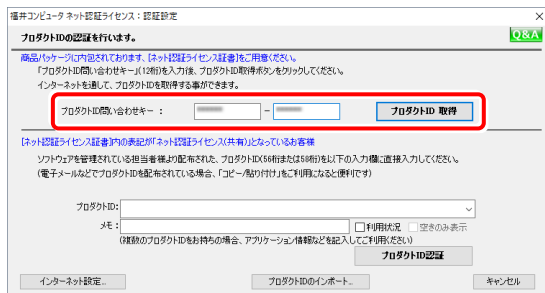 福井コンピュータ ネット認証ライセンス：認証設定
プロダクトIDの認証を行います。
Q&A
商品パッケージに内包されております、[ネット認証ライセンス証書]をご用意ください。
「プロダクトID問い合わせキー」(12桁)を入力後、プロダクトID取得ボタンをクリックしてください。
インターネットを通して、プロダクトIDを取得する事ができます。
プロダクトID問い合わせキー ：
－
プロダクトID 取得
[ネット認証ライセンス証書]内の表記が「ネット認証ライセンス(共有)」となっているお客様
ソフトウェアを管理されている担当者様より配布された、プロダクトID(56桁または58桁)を以下の入力欄に直接入力してください。
(電子メールなどでプロダクトIDを配布されている場合、「コピー/貼り付け」をご利用になると便利です)
プロダクトID：
メモ：
利用状況
空きのみ表示
(複数のプロダクトIDをお持ちの場合、アプリケーション情報などを記入してご利用ください)
プロダクトID認証
インターネット設定...
プロダクトIDのインポート...
キャンセル